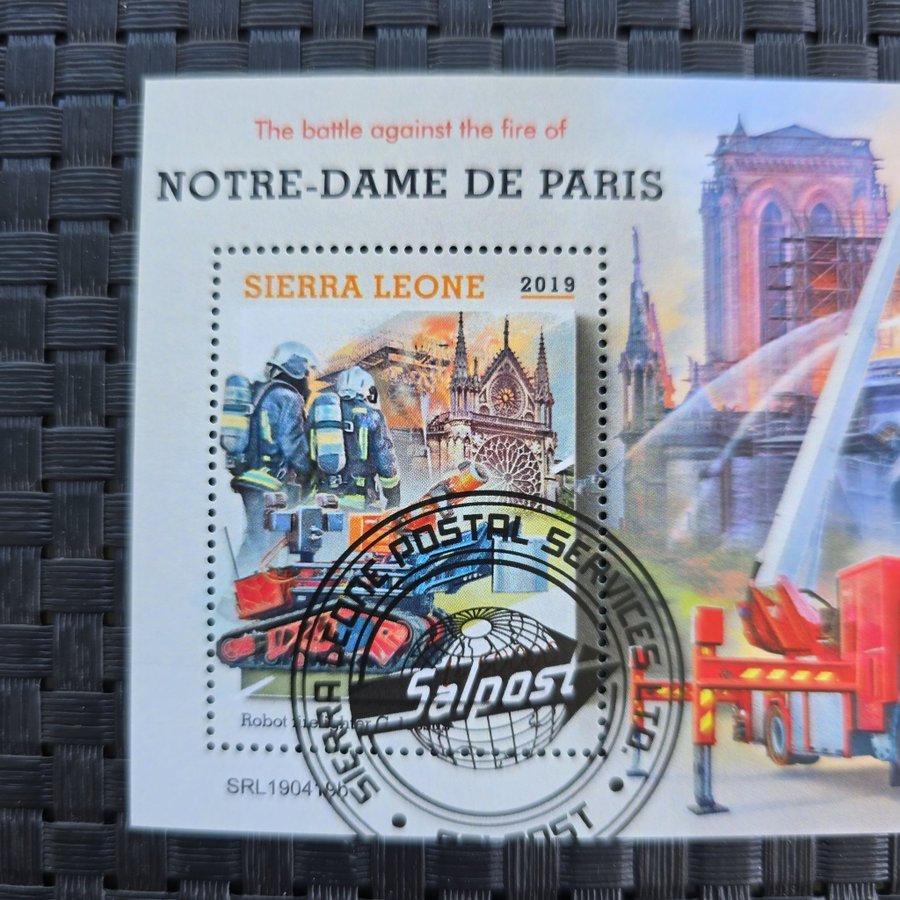 The battle against the fire of
NOTRE-DAME DE PARIS
SIERRA LEONE 2019
SIERRA LEONE POSTAL SERVICES LTD.
Salpost
Robot
SRL190419b
• SALPOST •